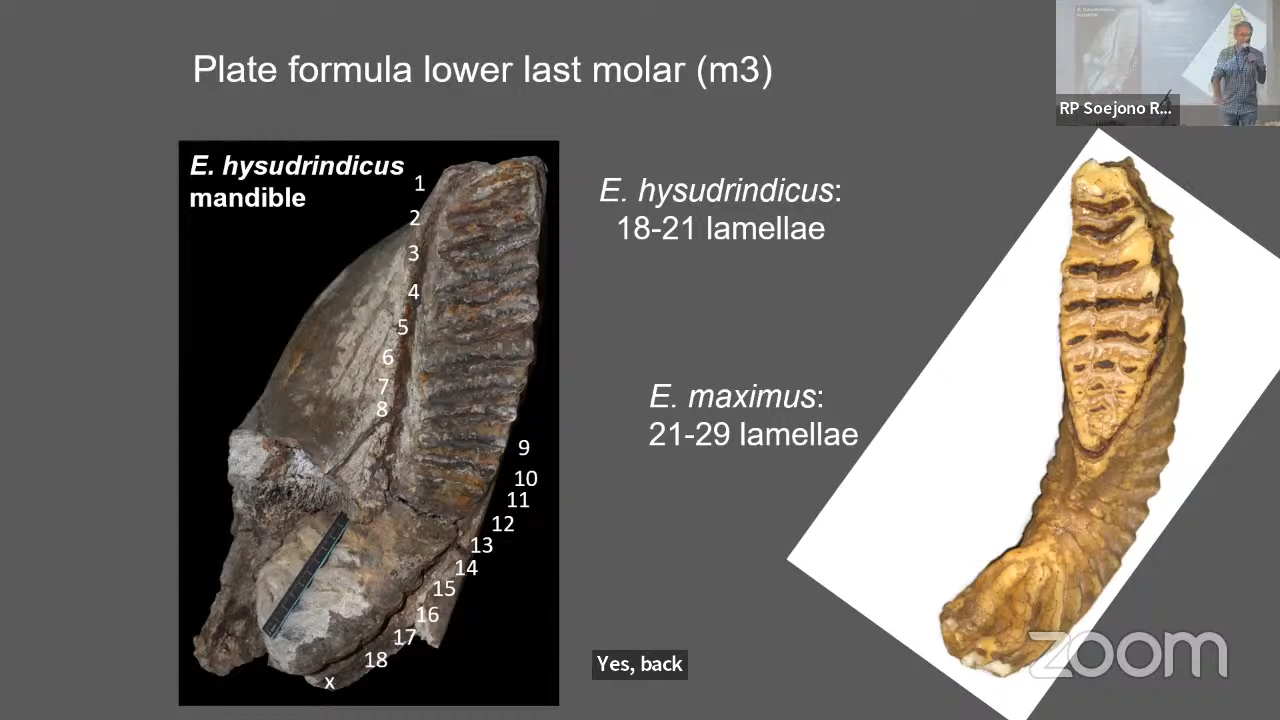 Plate formula lower last molar (m3)
RP Soejono R...
E. hysudrindicus
mandible
1
2
3
4
5
6
7
8
9
10
11
12
13
14
15
16
17
18
x
E. hysudrindicus:
18-21 lamellae
E. maximus:
21-29 lamellae
Yes, back
zoom